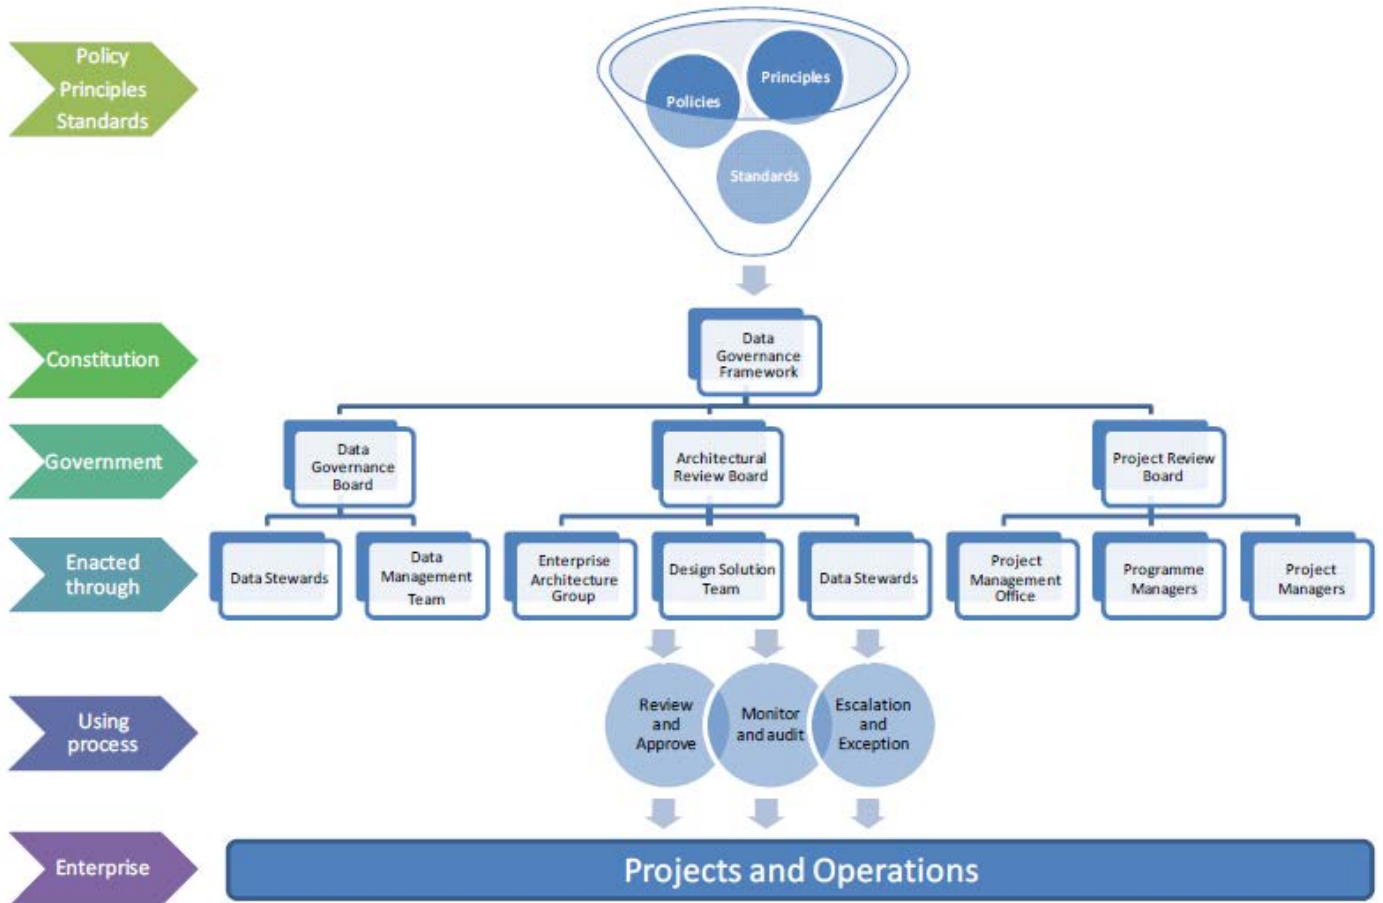 Policy
Principles
Standards
Principles
Policies
Standards
Constitution
Data
Governance
Framework
Government
Data
Governance
Board
Architectural
Review Board
Project Review
Board
Enacted
through
Data Stewards
Data
Management
Team
Enterprise
Architecture
Group
Design Solution
Team
Data Stewards
Project
Management
Office
Programme
Managers
Project
Managers
Using
process
Review
and
Approve
Monitor
and audit
Escalation
and
Exception
Enterprise
Projects and Operations